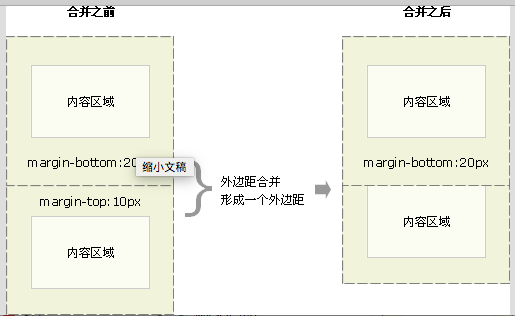 合并之前
合并之后
内容区域
内容区域
margin-bottom:20
缩小文稿
margin-bottom:20px
外边距合并
形成一个外边距
margin-top:10px
内容区域
内容区域